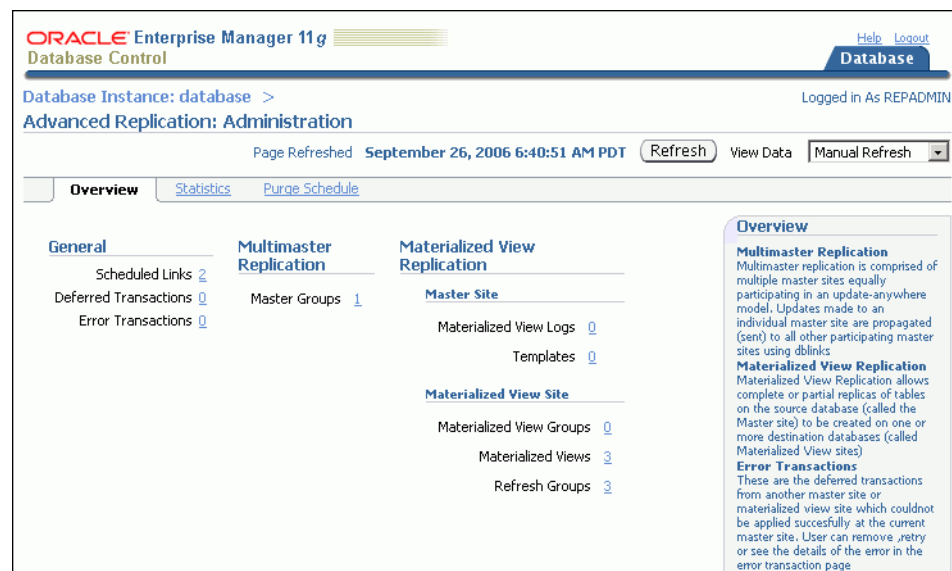 ORACLE Enterprise Manager 11g
Database Control
Help Logout
Database
Database Instance: database >
Logged in As REPADMIN
Advanced Replication: Administration
Page Refreshed September 26, 2006 6:40:51 AM PDT Refresh View Data Manual Refresh
Overview Statistics Purge Schedule
General
Scheduled Links 2
Deferred Transactions 0
Error Transactions 0
Multimaster
Replication
Master Groups 1
Materialized View
Replication
Master Site
Materialized View Logs 0
Templates 0
Materialized View Site
Materialized View Groups 0
Materialized Views 3
Refresh Groups 3
Overview
Multimaster Replication
Multimaster replication is comprised of
multiple master sites equally
participating in an update-anywhere
model. Updates made to an
individual master site are propagated
(sent) to all other participating master
sites using dblinks
Materialized View Replication
Materialized View Replication allows
complete or partial replicas of tables
on the source database (called the
Master site) to be created on one or
more destination databases (called
Materialized View sites)
Error Transactions
These are the deferred transactions
from another master site or
materialized view site which couldnot
be applied succesfully at the current
master site. User can remove ,retry
or see the details of the error in the
error transaction page